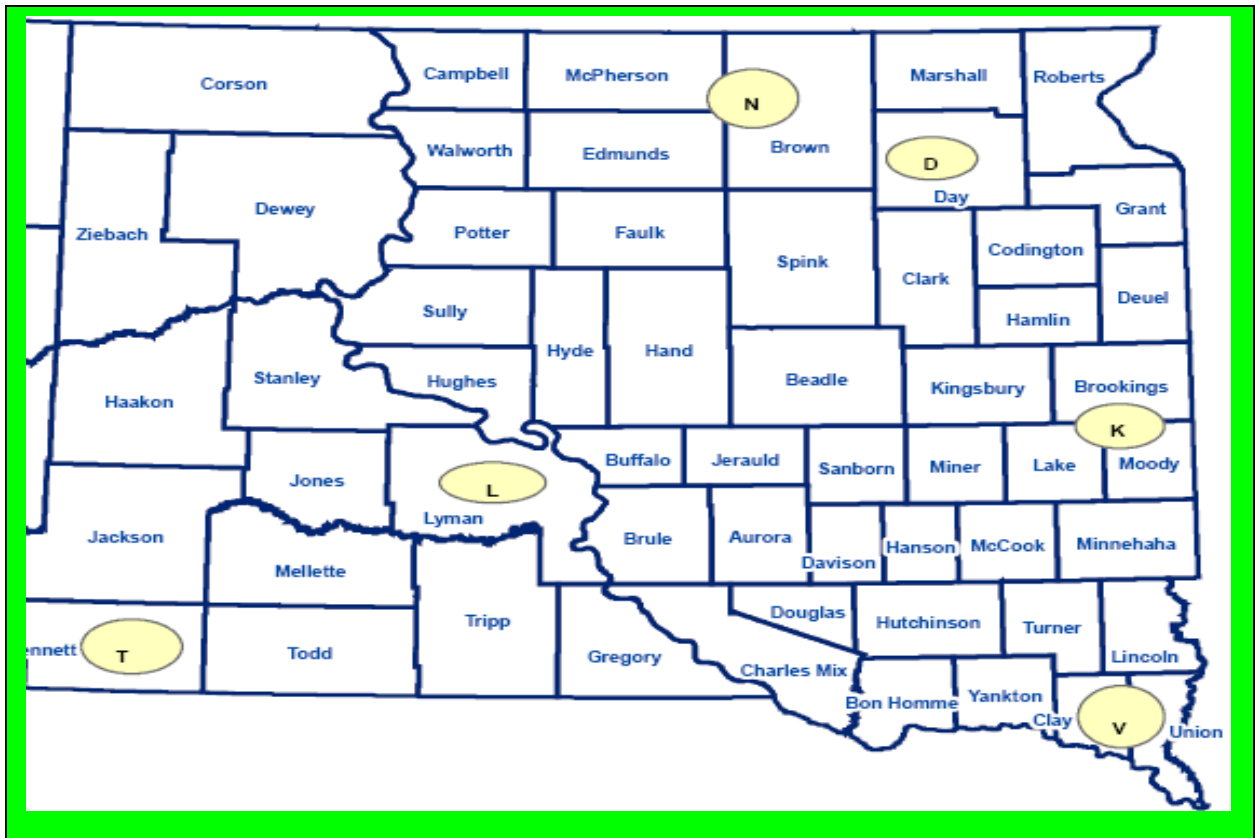 Corson
Campbell
McPherson
Marshall
Roberts
N
Walworth
Edmunds
Brown
D
Day
Ziebach
Dewey
Potter
Faulk
Spink
Grant
Codington
Clark
Deuel
Sully
Hamlin
Haakon
Stanley
Hughes
Hyde
Hand
Beadle
Kingsbury
Brookings
K
Jones
L
Lyman
Buffalo
Jerauld
Sanborn
Miner
Lake
Moody
Jackson
Mellette
Brule
Aurora
Davison
Hanson
McCook
Minnehaha
ennett
T
Todd
Tripp
Gregory
Charles Mix
Douglas
Hutchinson
Turner
Lincoln
Bon Homme
Yankton
Clay
V
Union